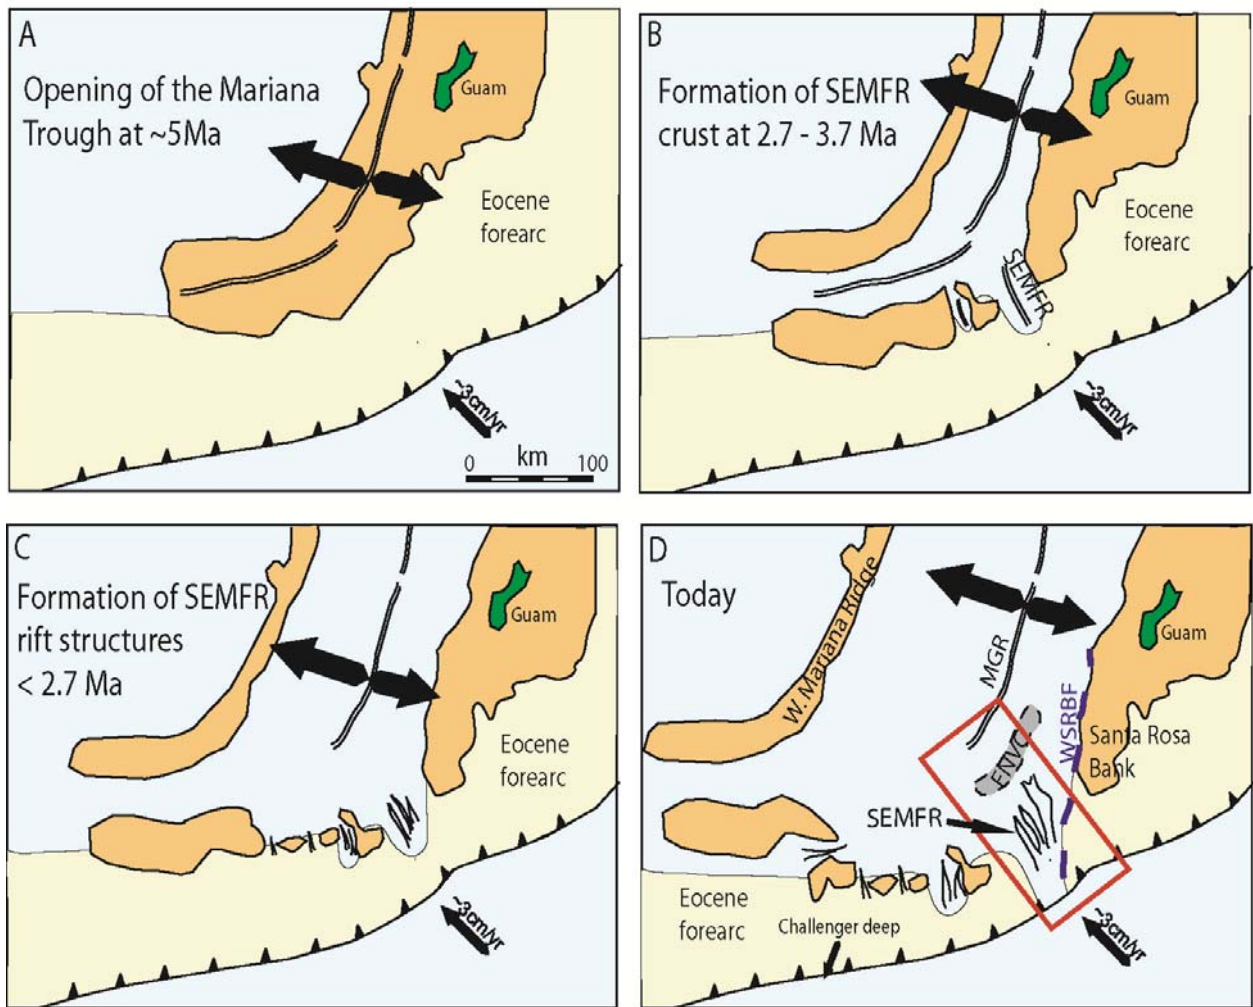 A
Opening of the Mariana
Trough at ~5Ma
Guam
Eocene
forearc
~3cm/yr
0 km 100
B
Formation of SEMFR
crust at 2.7 - 3.7 Ma
Guam
Eocene
forearc
SEMFR
~3cm/yr
C
Formation of SEMFR
rift structures
< 2.7 Ma
Guam
Eocene
forearc
~3cm/yr
D
Today
W. Mariana Ridge
MGR
Guam
WSRBF
Santa Rosa
Bank
ENVC
SEMFR
Eocene
forearc
Challenger deep
~3cm/yr